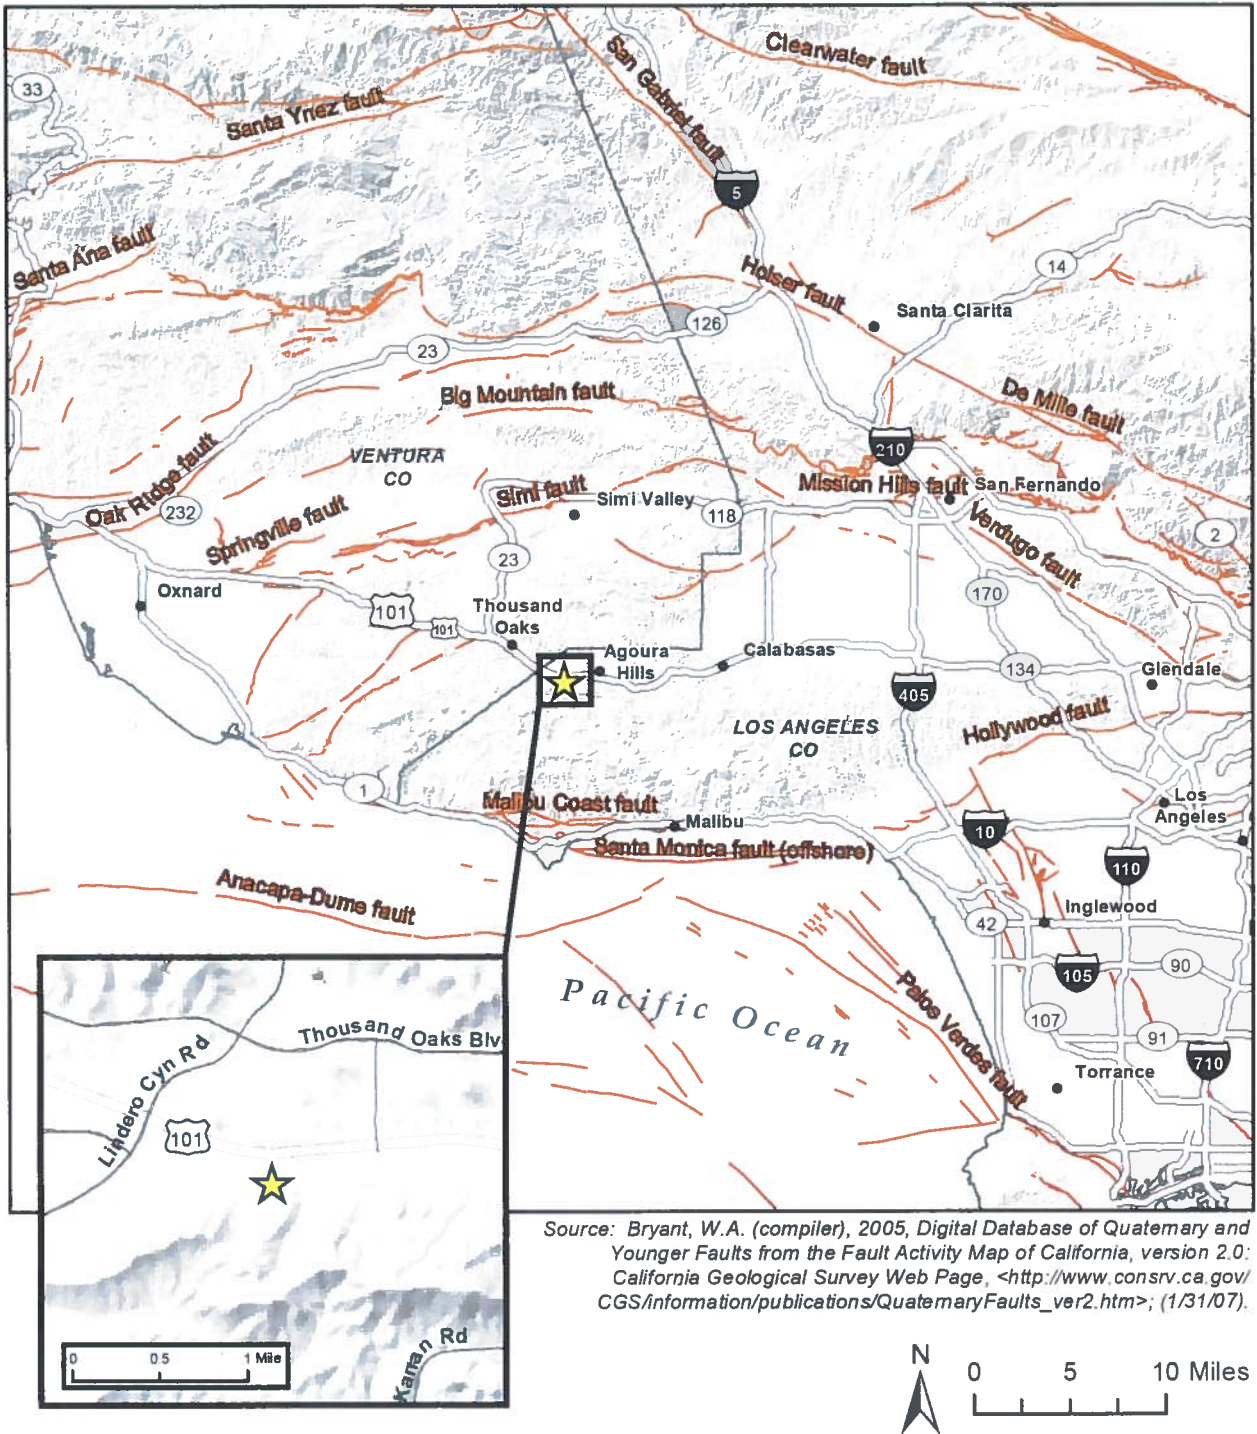 Clearwater fault
San Gabriel fault
33
Santa Ynez fault
5
Santa Ana fault
14
Holser fault
Santa Clarita
126
23
De Mille fault
Big Mountain fault
210
VENTURA
CO
Oak Ridge fault
Mission Hills fault
San Fernando
Simi fault
Simi Valley
232
118
Springville fault
Verdugo fault
2
23
Oxnard
170
101
101
Thousand
Oaks
Agoura
Hills
Calabasas
134
Glendale
405
Hollywood fault
LOS ANGELES
CO
1
Malibu Coast fault
Los
Angeles
Malibu
10
Santa Monica fault (offshore)
110
Anacapa-Dume fault
Inglewood
42
105
90
Pacific Ocean
Palos Verdes fault
107
91
710
Torrance
Thousand Oaks Blv
Lindero Cyn Rd
101
Kanan Rd
0 0.5 1 Mile
Source: Bryant, W.A. (compiler), 2005, Digital Database of Quaternary and
Younger Faults from the Fault Activity Map of California, version 2.0:
California Geological Survey Web Page, <http://www.consrv.ca.gov/
CGS/information/publications/QuaternaryFaults_ver2.htm>; (1/31/07).
N
0 5 10 Miles